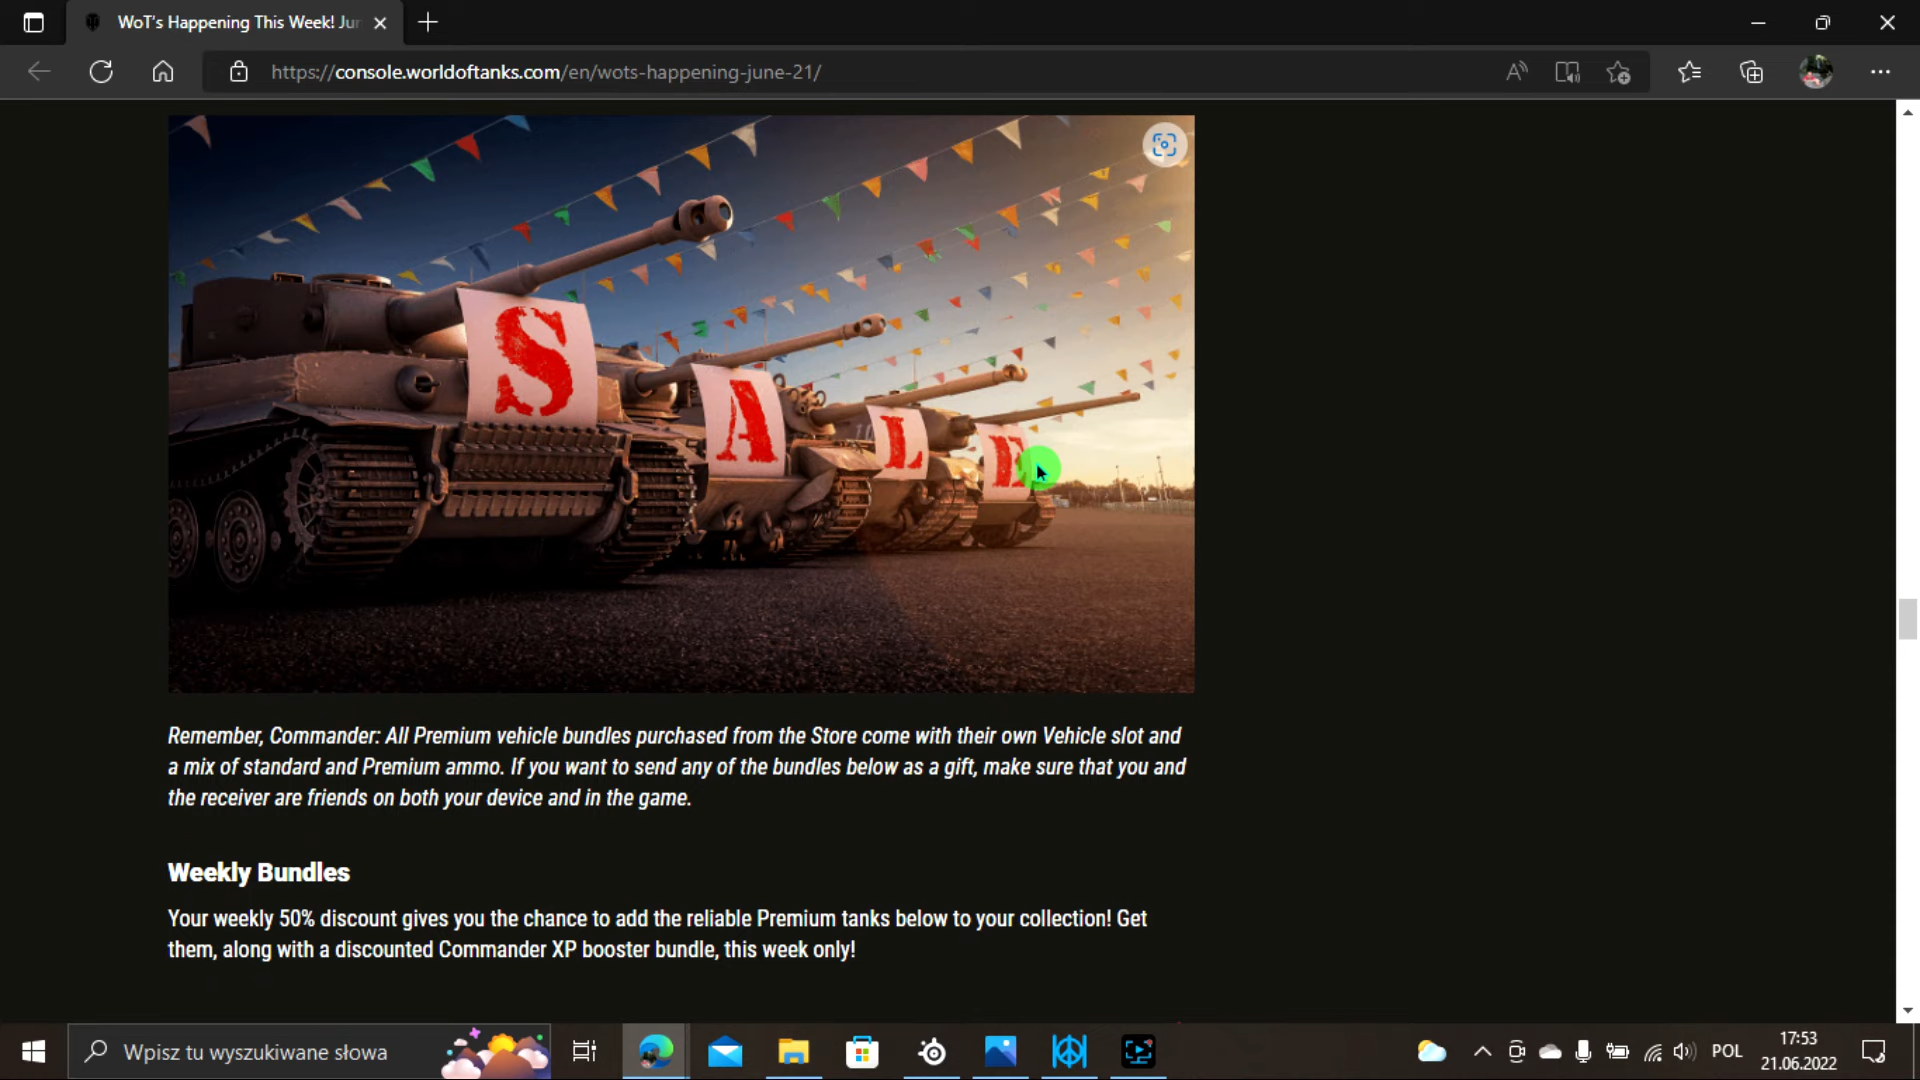 WoT's Happening This Week! Jun
https://console.worldoftanks.com/en/wots-happening-june-21/
S A L E
Remember, Commander: All Premium vehicle bundles purchased from the Store come with their own Vehicle slot and
a mix of standard and Premium ammo. If you want to send any of the bundles below as a gift, make sure that you and
the receiver are friends on both your device and in the game.
Weekly Bundles
Your weekly 50% discount gives you the chance to add the reliable Premium tanks below to your collection! Get
them, along with a discounted Commander XP booster bundle, this week only!
Wpisz tu wyszukiwane słowa
POL
17:53
21.06.2022